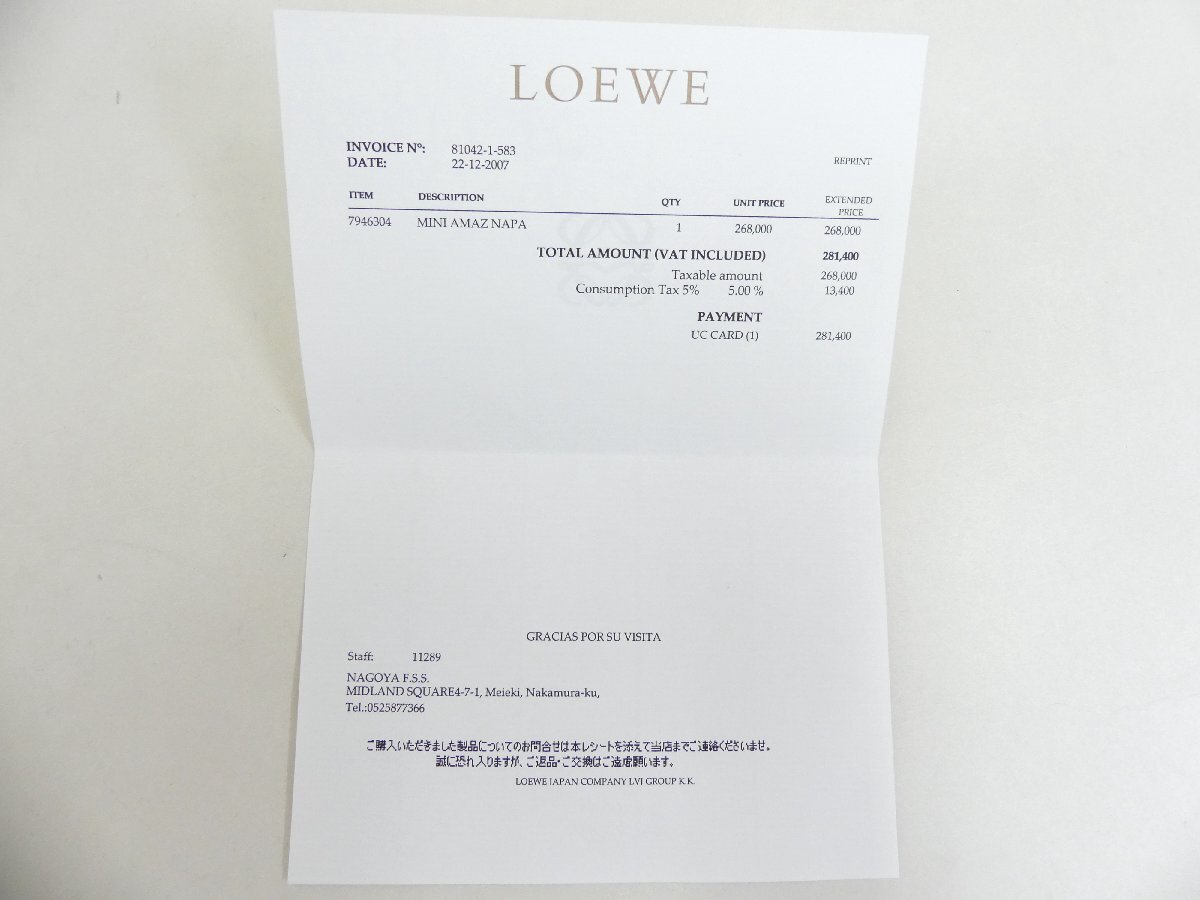 LOEWE
INVOICE Nº: 81042-1-583
DATE: 22-12-2007
REPRINT
ITEM DESCRIPTION QTY UNIT PRICE EXTENDED PRICE
7946304 MINI AMAZ NAPA 1 268,000 268,000
TOTAL AMOUNT (VAT INCLUDED) 281,400
Taxable amount 268,000
Consumption Tax 5% 5.00 % 13,400
PAYMENT
UC CARD (1) 281,400
GRACIAS POR SU VISITA
Staff: 11289
NAGOYA F.S.S.
MIDLAND SQUARE4-7-1, Meieki, Nakamura-ku,
Tel.:0525877366
ご購入いただきました製品についてのお問合せは本レシートを添えて当店までご連絡くださいませ。
誠に恐れ入りますが、ご返品・ご交換はご遠慮願います。
LOEWE JAPAN COMPANY LVJ GROUP K.K.